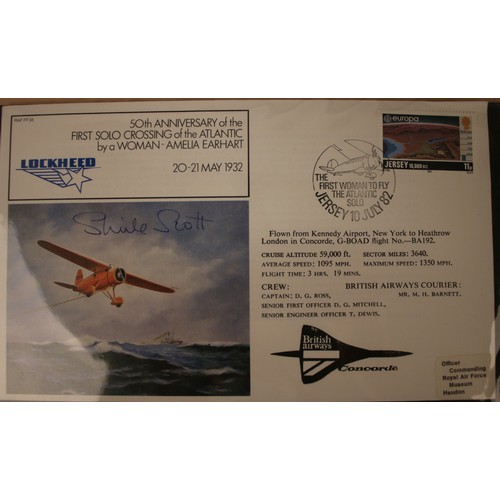 50th ANNIVERSARY of the
FIRST SOLO CROSSING of the ATLANTIC
by a WOMAN - AMELIA EARHART
LOCKHEED
20-21 MAY 1932
europa
JERSEY 11p
THE
FIRST WOMAN TO FLY
THE ATLANTIC
SOLO
JERSEY 10 JULY 82
Flown from Kennedy Airport, New York to Heathrow
London in Concorde, G-BOAD flight No.—BA192.
CRUISE ALTITUDE 59,000 ft. SECTOR MILES: 3640.
AVERAGE SPEED: 1095 MPH. MAXIMUM SPEED: 1350 MPH.
FLIGHT TIME: 3 HRS. 19 MINS.
CREW: BRITISH AIRWAYS COURIER:
CAPTAIN: D. G. ROSS, MR. M. H. BARNETT.
SENIOR FIRST OFFICER D. G. MITCHELL,
SENIOR ENGINEER OFFICER T. DEWIS.
British
airways
Concorde
Officer
Commanding
Royal Air Force
Museum
Hendon
Sheila Scott